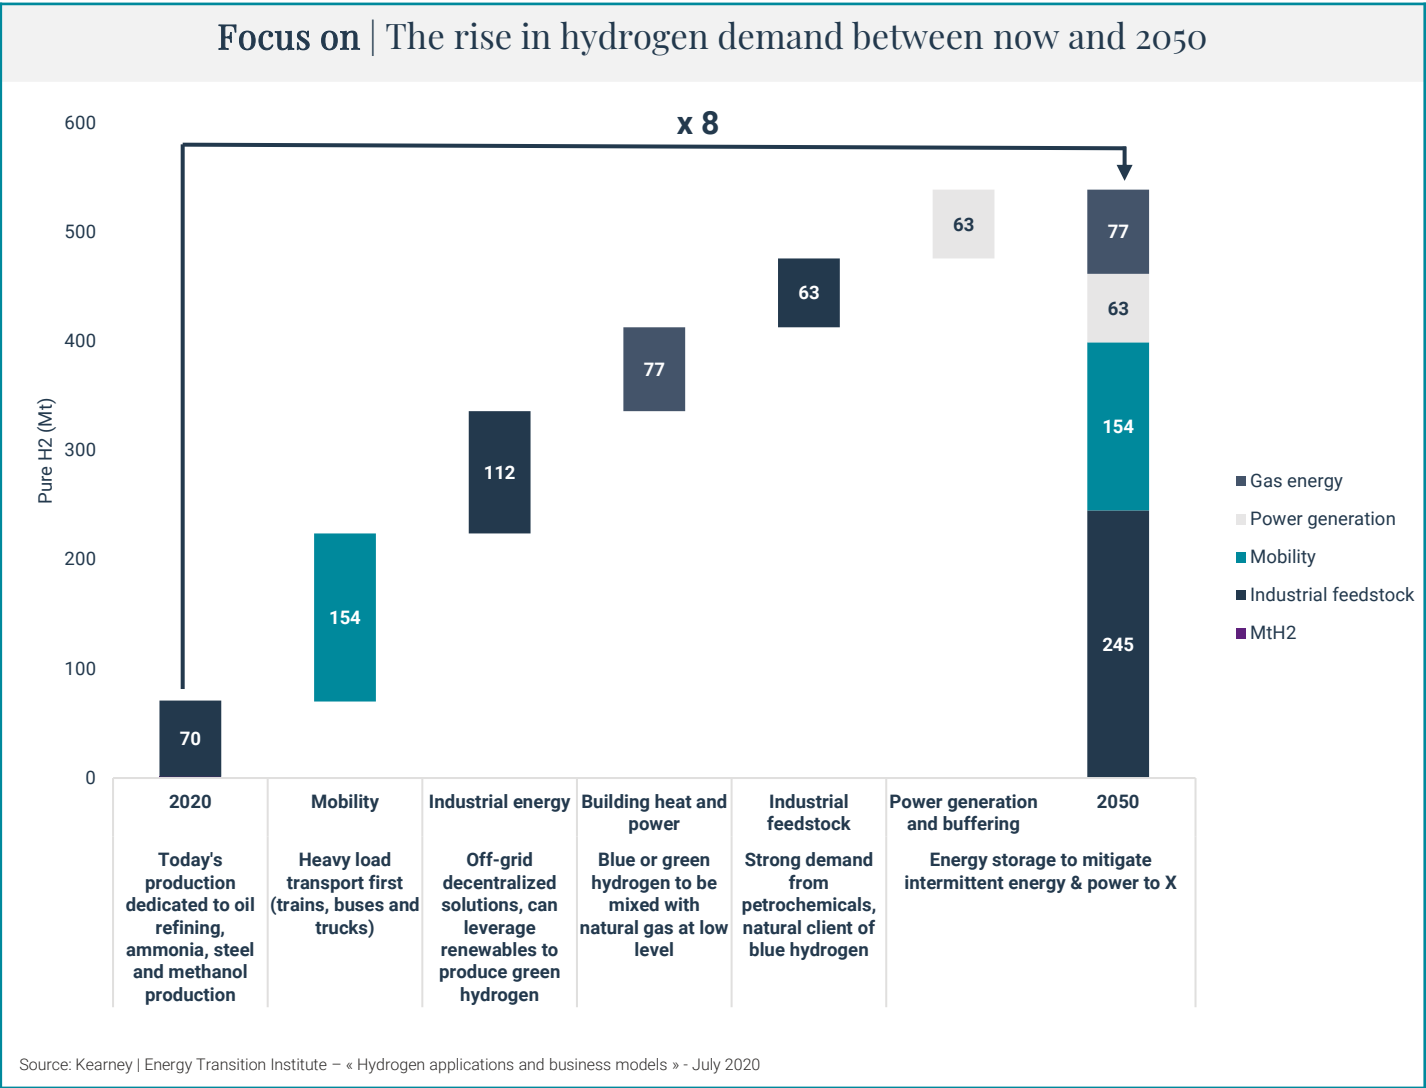 Focus on | The rise in hydrogen demand between now and 2050
x 8
600
500
400
300
200
100
0
Pure H2 (Mt)
70
154
112
77
63
63
77
63
154
245
Gas energy
Power generation
Mobility
Industrial feedstock
MtH2
2020
Today's
production
dedicated to oil
refining,
ammonia, steel
and methanol
production
Mobility
Heavy load
transport first
(trains, buses and
trucks)
Industrial energy
Off-grid
decentralized
solutions, can
leverage
renewables to
produce green
hydrogen
Building heat and
power
Blue or green
hydrogen to be
mixed with
natural gas at low
level
Industrial
feedstock
Strong demand
from
petrochemicals,
natural client of
blue hydrogen
Power generation
and buffering
2050
Energy storage to mitigate
intermittent energy & power to X
Source: Kearney | Energy Transition Institute – « Hydrogen applications and business models » - July 2020